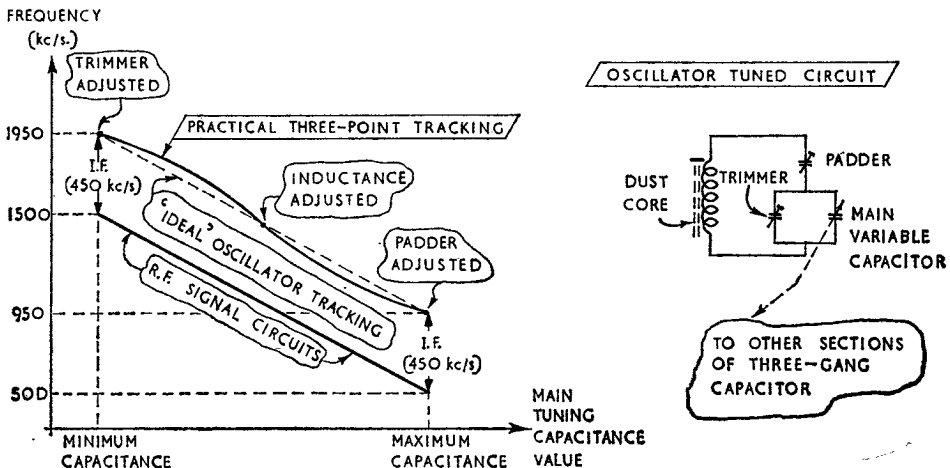 FREQUENCY
(kc/s.)
TRIMMER
ADJUSTED
1950
PRACTICAL THREE-POINT TRACKING
I.F.
(450 kc/s)
INDUCTANCE
ADJUSTED
1500
'IDEAL' OSCILLATOR TRACKING
PADDER
ADJUSTED
R.F. SIGNAL CIRCUITS
950
I.F.
(450 kc/s)
500
MINIMUM
CAPACITANCE
MAXIMUM
CAPACITANCE
MAIN
TUNING
CAPACITANCE
VALUE
OSCILLATOR TUNED CIRCUIT
PADDER
DUST
CORE
TRIMMER
MAIN
VARIABLE
CAPACITOR
TO OTHER SECTIONS
OF THREE-GANG
CAPACITOR